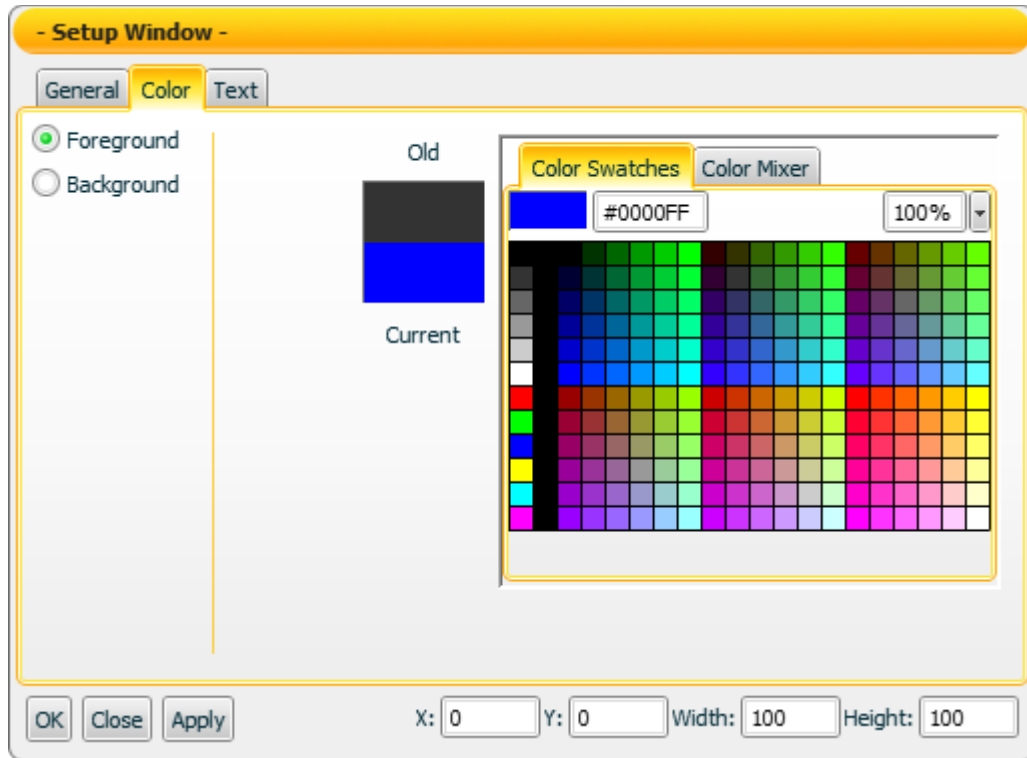 - Setup Window -
General Color Text
Foreground
Background
Old
Current
Color Swatches Color Mixer
#0000FF 100%
OK Close Apply X: 0 Y: 0 Width: 100 Height: 100